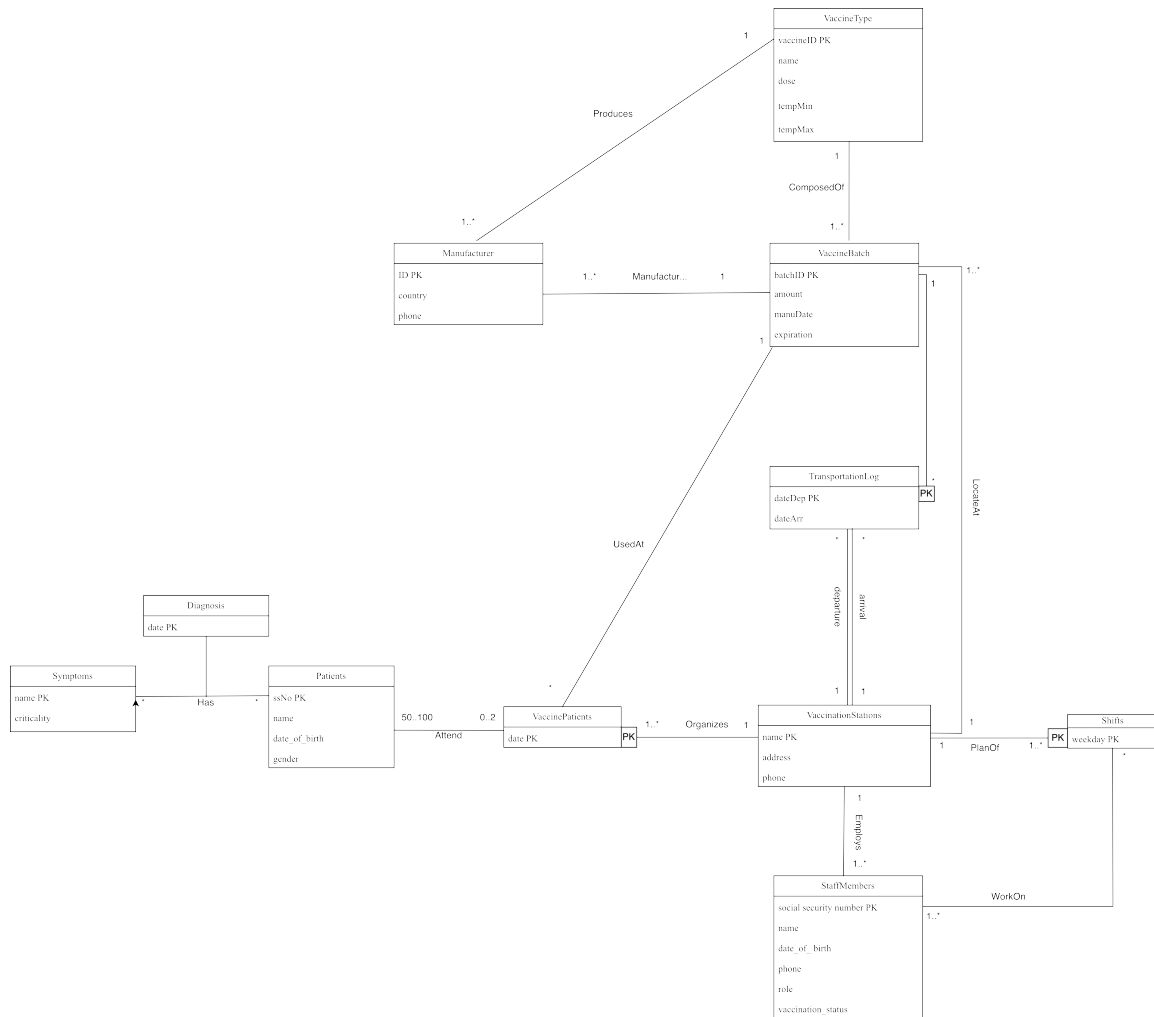 VaccineType
vaccineID PK
name
dose
tempMin
tempMax
1
Produces
1..*
1
ComposedOf
1..*
Manufacturer
ID PK
country
phone
1..*
Manufactur...
1
VaccineBatch
batchID PK
amount
manuDate
expiration
1
1..*
1
LocateAt
UsedAt
*
TransportationLog
dateDep PK
dateArr
*
PK
*
*
departure
arrival
1
1
Diagnosis
date PK
Symptoms
name PK
criticality
*
Has
*
Patients
ssNo PK
name
date_of_birth
gender
50..100
0..2
Attend
VaccinePatients
date PK
PK
1..*
Organizes
1
VaccinationStations
name PK
address
phone
1
1
PlanOf
1..*
PK
Shifts
weekday PK
*
1
Employs
1..*
StaffMembers
social security number PK
name
date_of_ birth
phone
role
vaccination_status
WorkOn
1..*